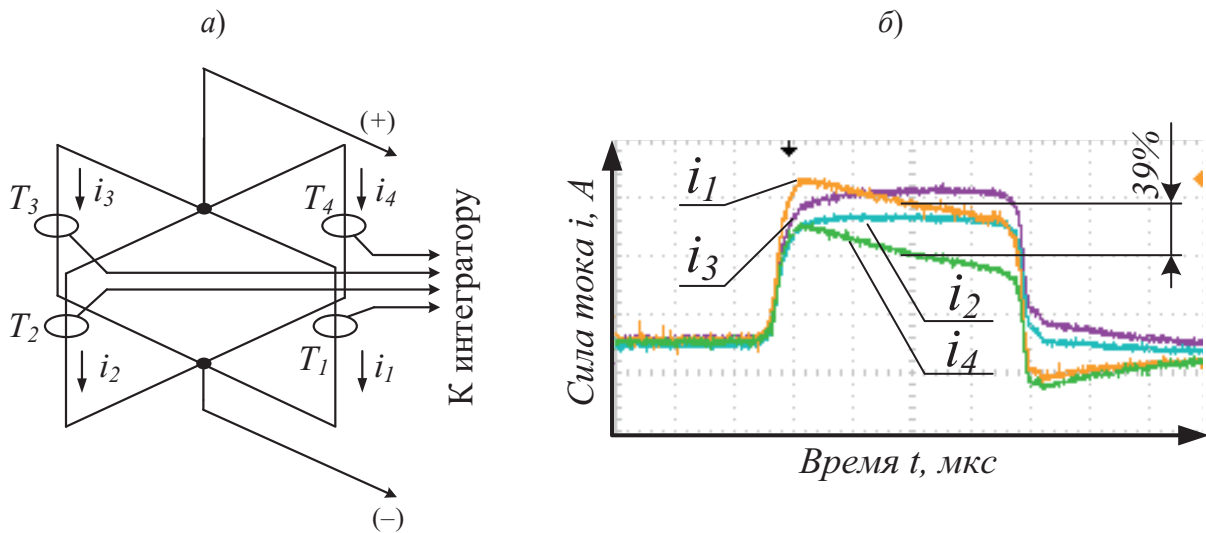 а)
(+)
T3
i3
T4
i4
T2
i2
T1
i1
(–)
К интегратору
б)
Сила тока i, А
i1
i3
i2
i4
39%
Время t, мкс